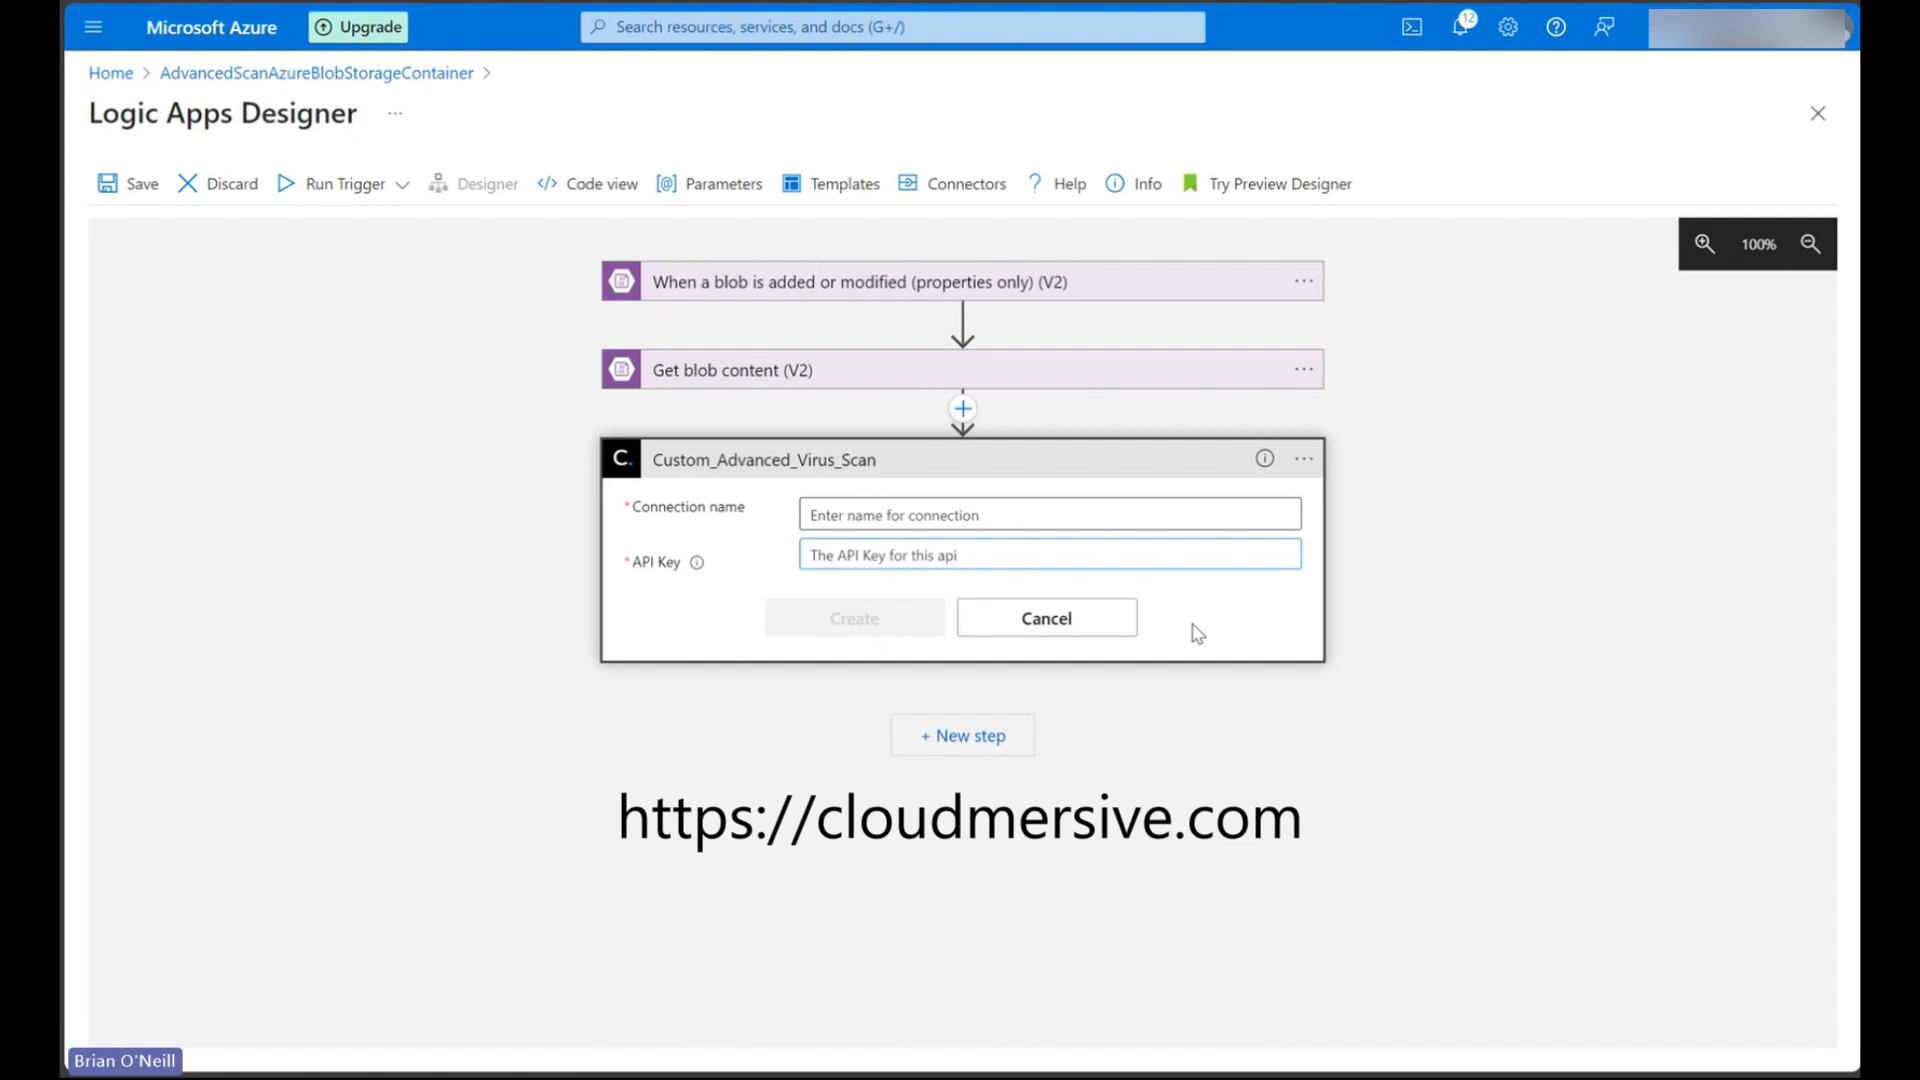 Microsoft Azure
Upgrade
Search resources, services, and docs (G+/)
12
Home > AdvancedScanAzureBlobStorageContainer >
Logic Apps Designer ...
Save
Discard
Run Trigger
Designer
Code view
Parameters
Templates
Connectors
Help
Info
Try Preview Designer
100%
When a blob is added or modified (properties only) (V2)
Get blob content (V2)
C. Custom_Advanced_Virus_Scan
* Connection name
Enter name for connection
* API Key
The API Key for this api
Create
Cancel
+ New step
https://cloudmersive.com
Brian O'Neill